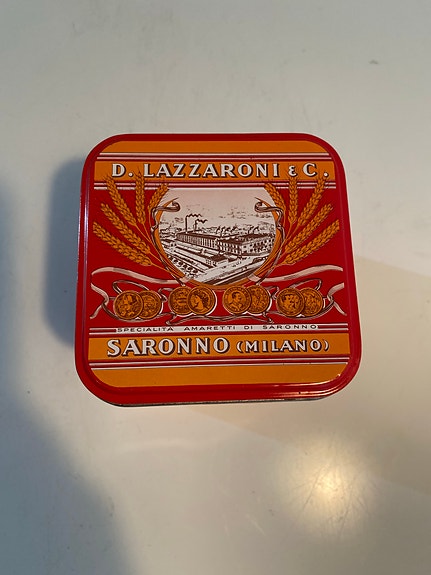 D. LAZZARONI & C.
SPECIALITÀ AMARETTI DI SARONNO
SARONNO (MILANO)